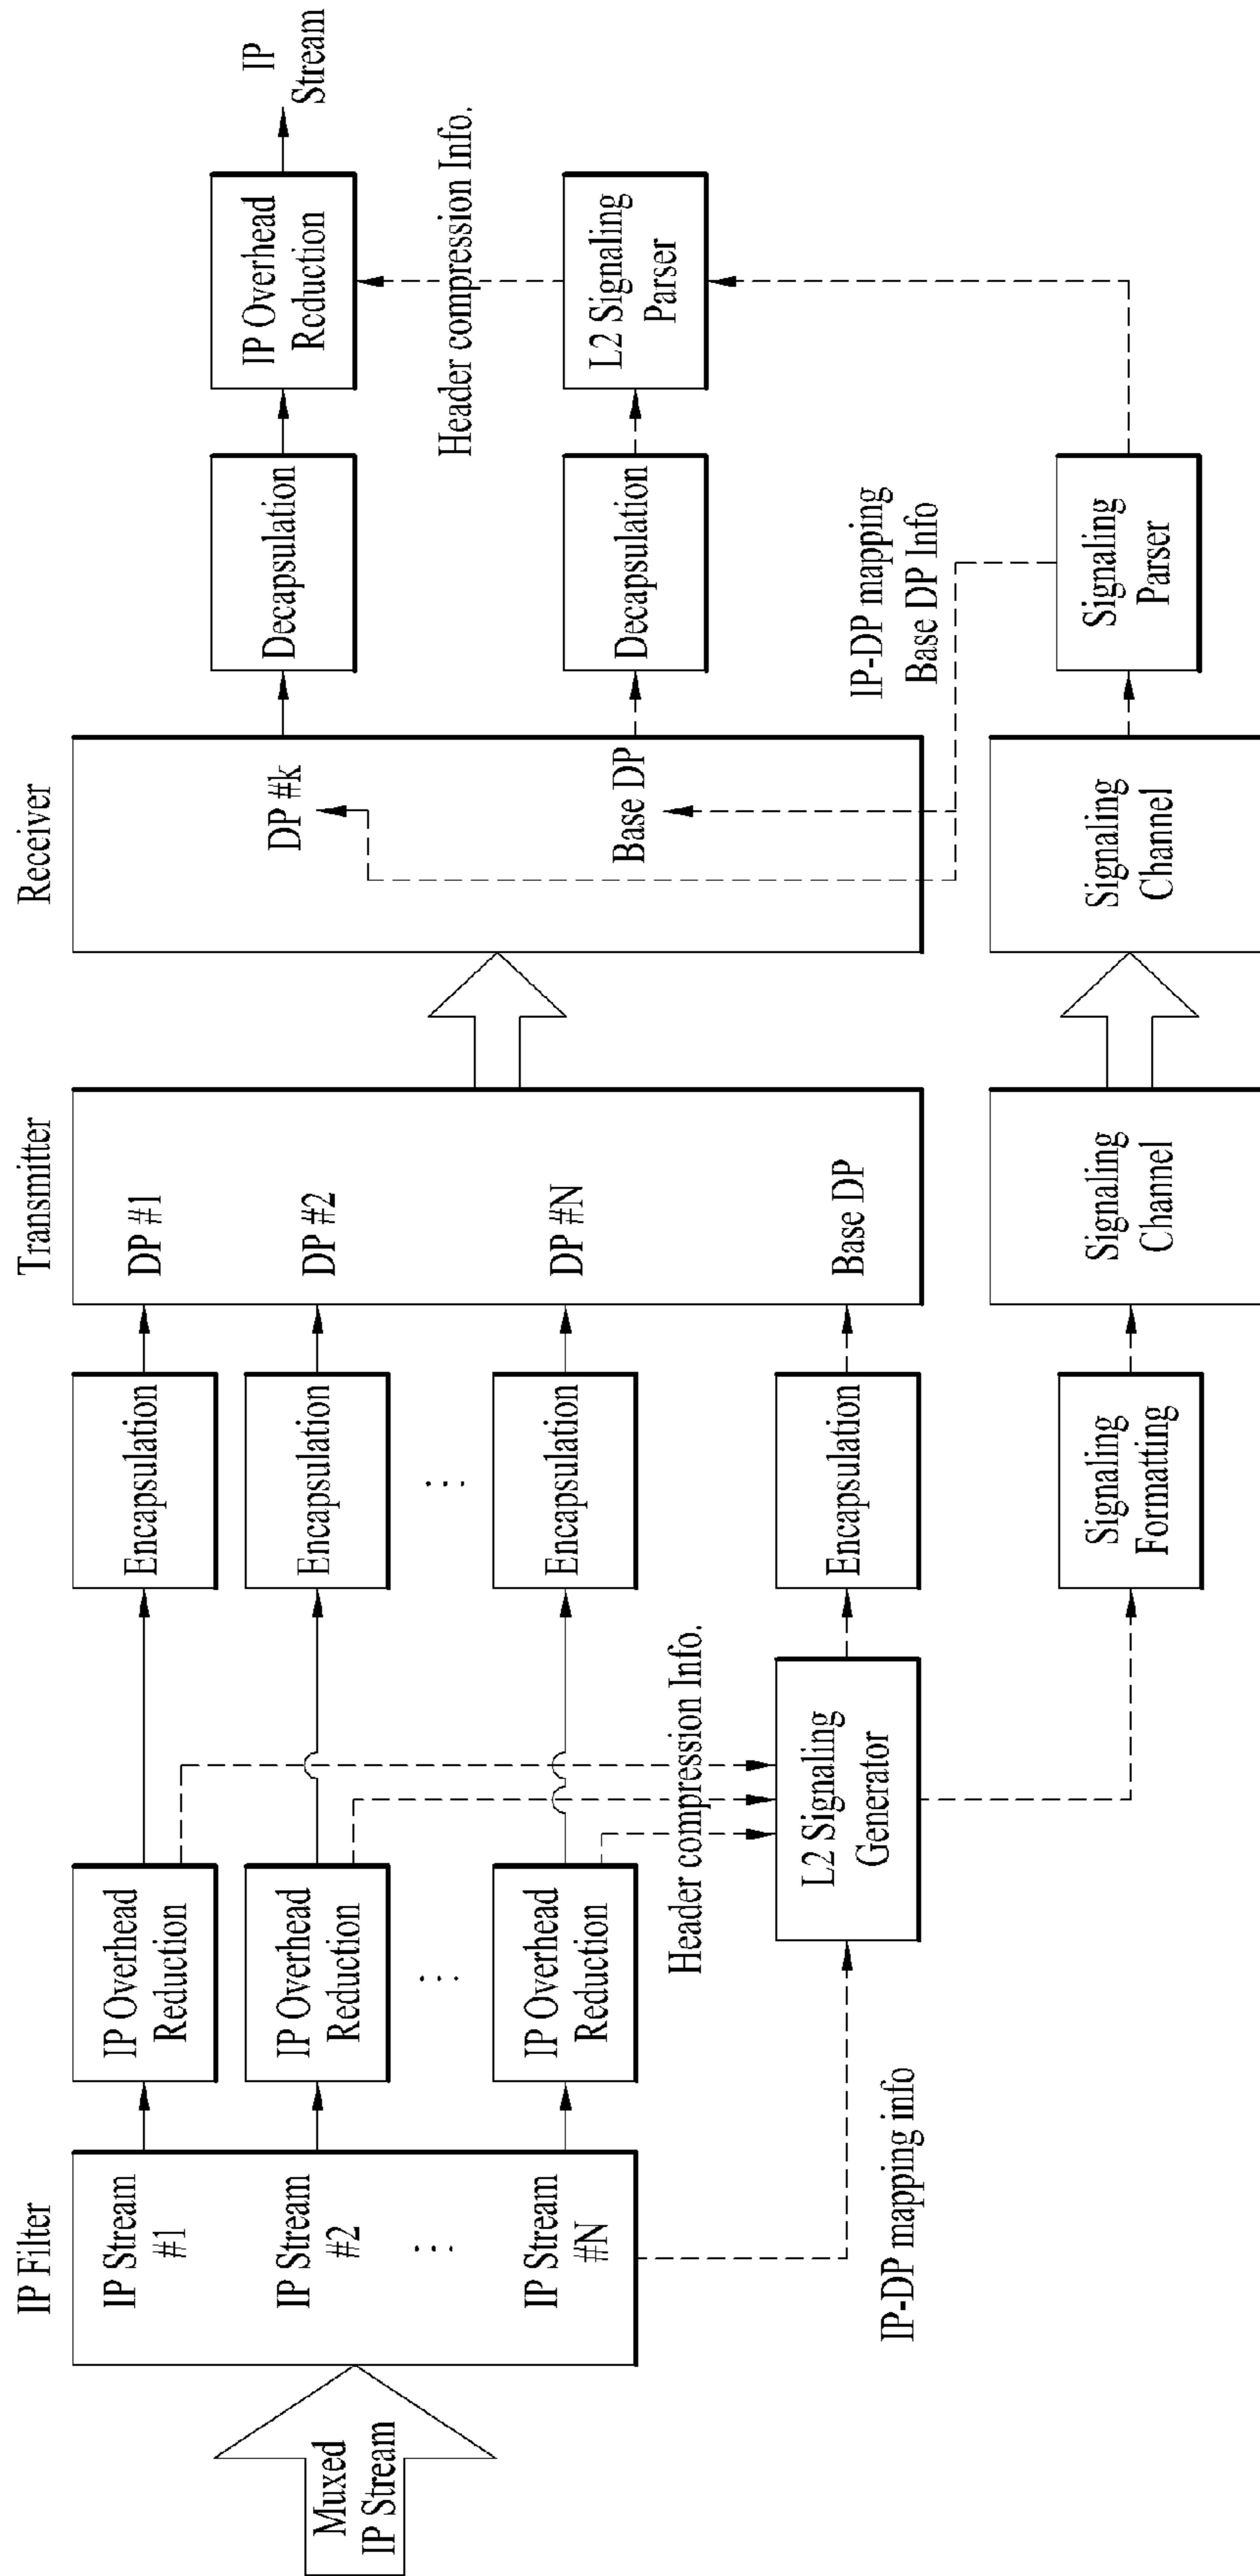 IP Filter
Transmitter
Receiver
Muxed
IP Stream
IP Stream
#1
IP Stream
#2
⋯
IP Stream
#N
IP-DP mapping info
IP Overhead
Reduction
IP Overhead
Reduction
⋯
IP Overhead
Reduction
Header compression Info.
L2 Signaling
Generator
Encapsulation
Encapsulation
⋯
Encapsulation
Encapsulation
Signaling
Formatting
DP #1
DP #2
DP #N
Base DP
Signaling
Channel
DP #k
Base DP
Signaling
Channel
Decapsulation
Decapsulation
IP-DP mapping
Base DP Info
Signaling
Parser
IP Overhead
Reduction
Header compression Info.
L2 Signaling
Parser
IP
Stream